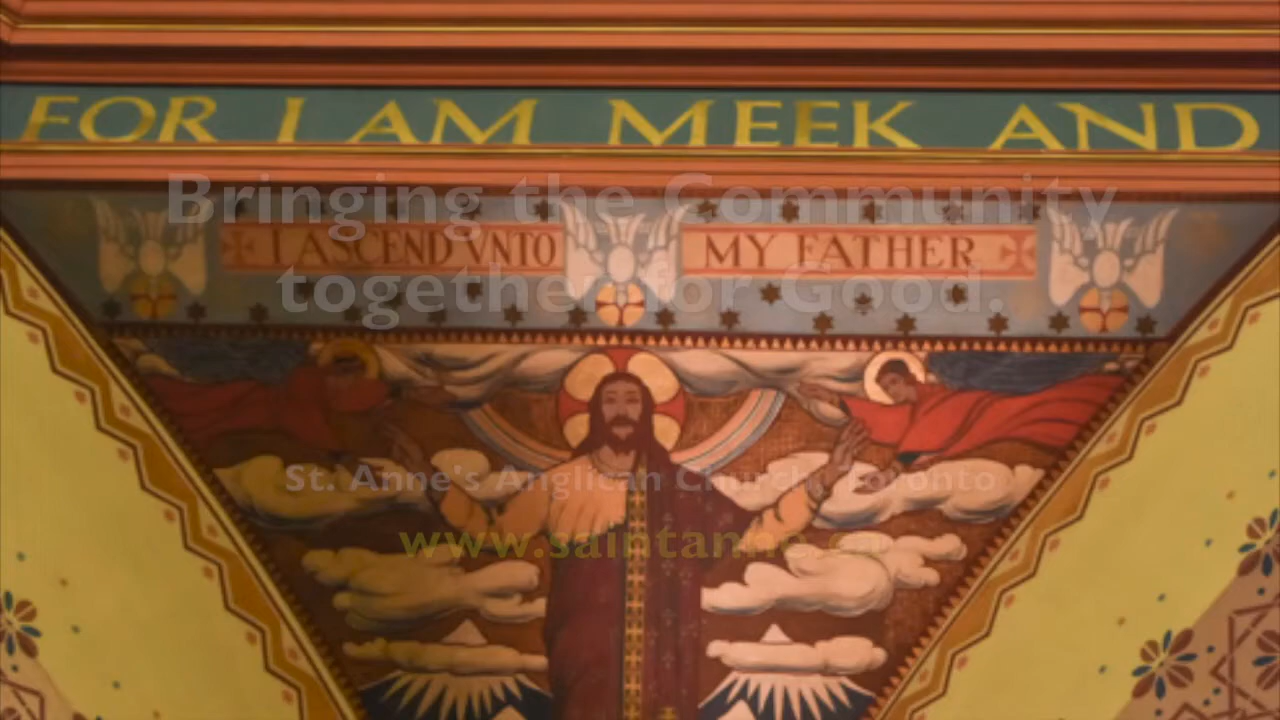 FOR I AM MEEK AND
Bringing the Community
I ASCEND VNTO MY FATHER
together for Good.
St. Anne's Anglican Church, Toronto
www.saintanne.ca